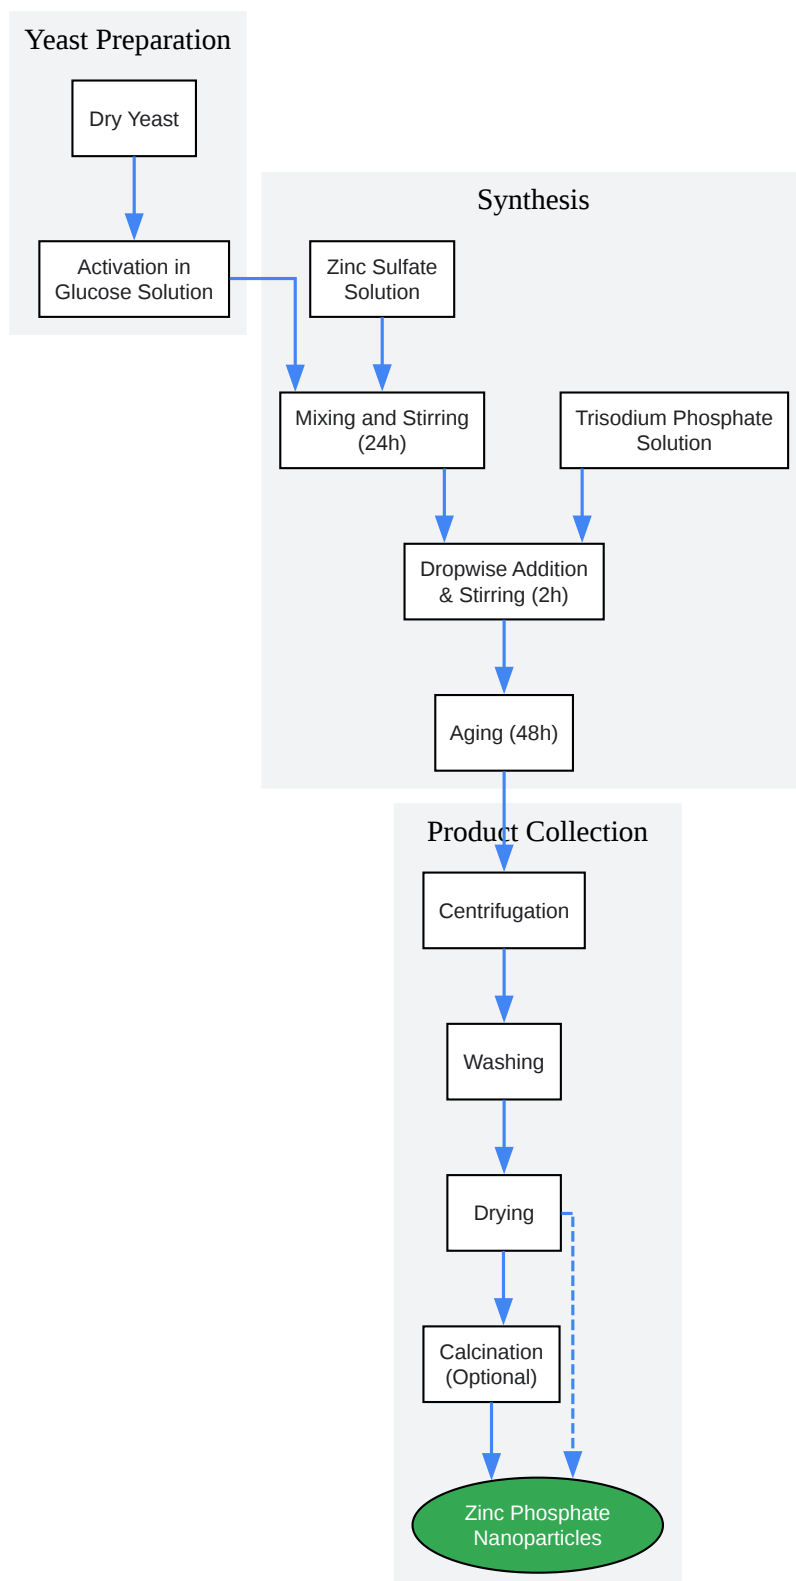 Yeast Preparation
Dry Yeast
Activation in
Glucose Solution
Synthesis
Zinc Sulfate
Solution
Mixing and Stirring
(24h)
Trisodium Phosphate
Solution
Dropwise Addition
& Stirring (2h)
Aging (48h)
Product Collection
Centrifugation
Washing
Drying
Calcination
(Optional)
Zinc Phosphate
Nanoparticles